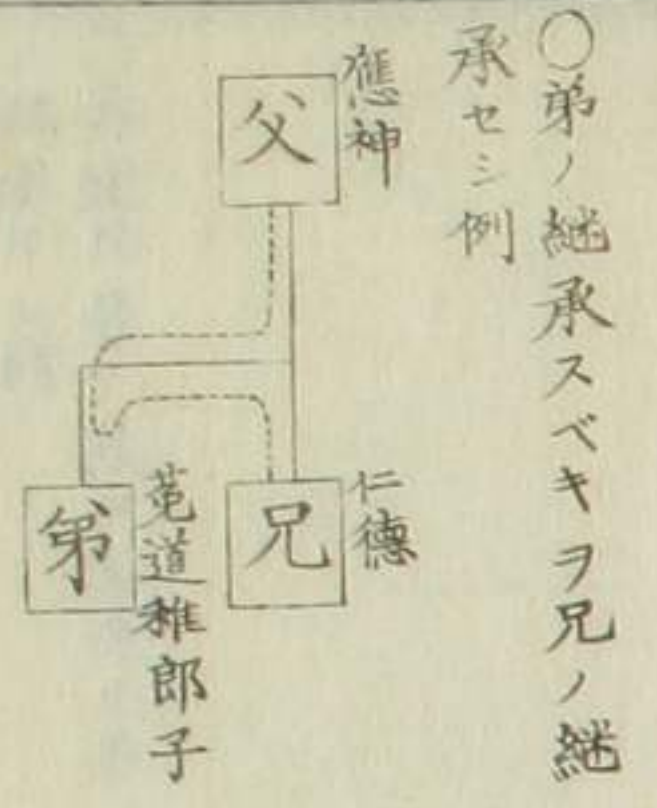 ○弟ノ継承スベキヲ兄ノ継
承セシ例
應神
父
仁德
兄
菟道稚郎子
弟